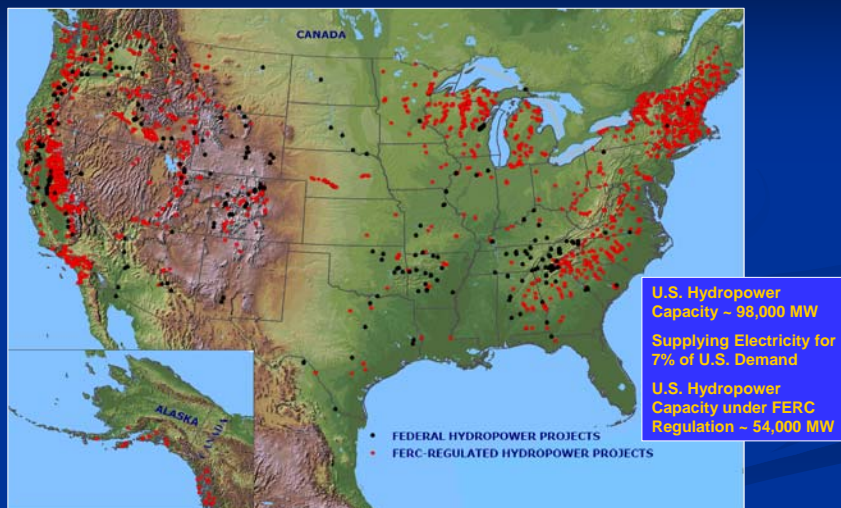 CANADA
U.S. Hydropower
Capacity ~ 98,000 MW
Supplying Electricity for
7% of U.S. Demand
U.S. Hydropower
Capacity under FERC
Regulation ~ 54,000 MW
ALASKA
CANADA
FEDERAL HYDROPOWER PROJECTS
FERC-REGULATED HYDROPOWER PROJECTS